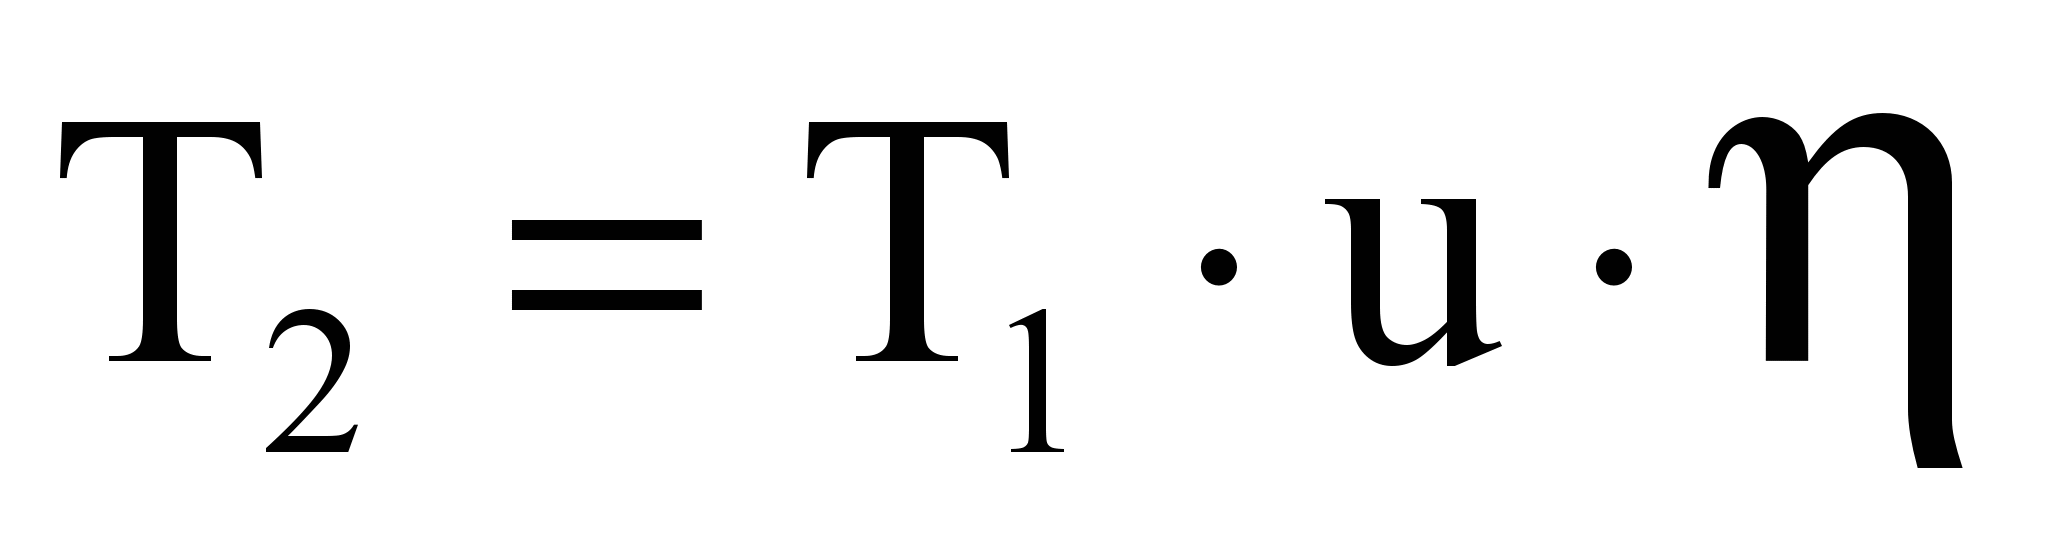 T₂ = T₁ · u · η